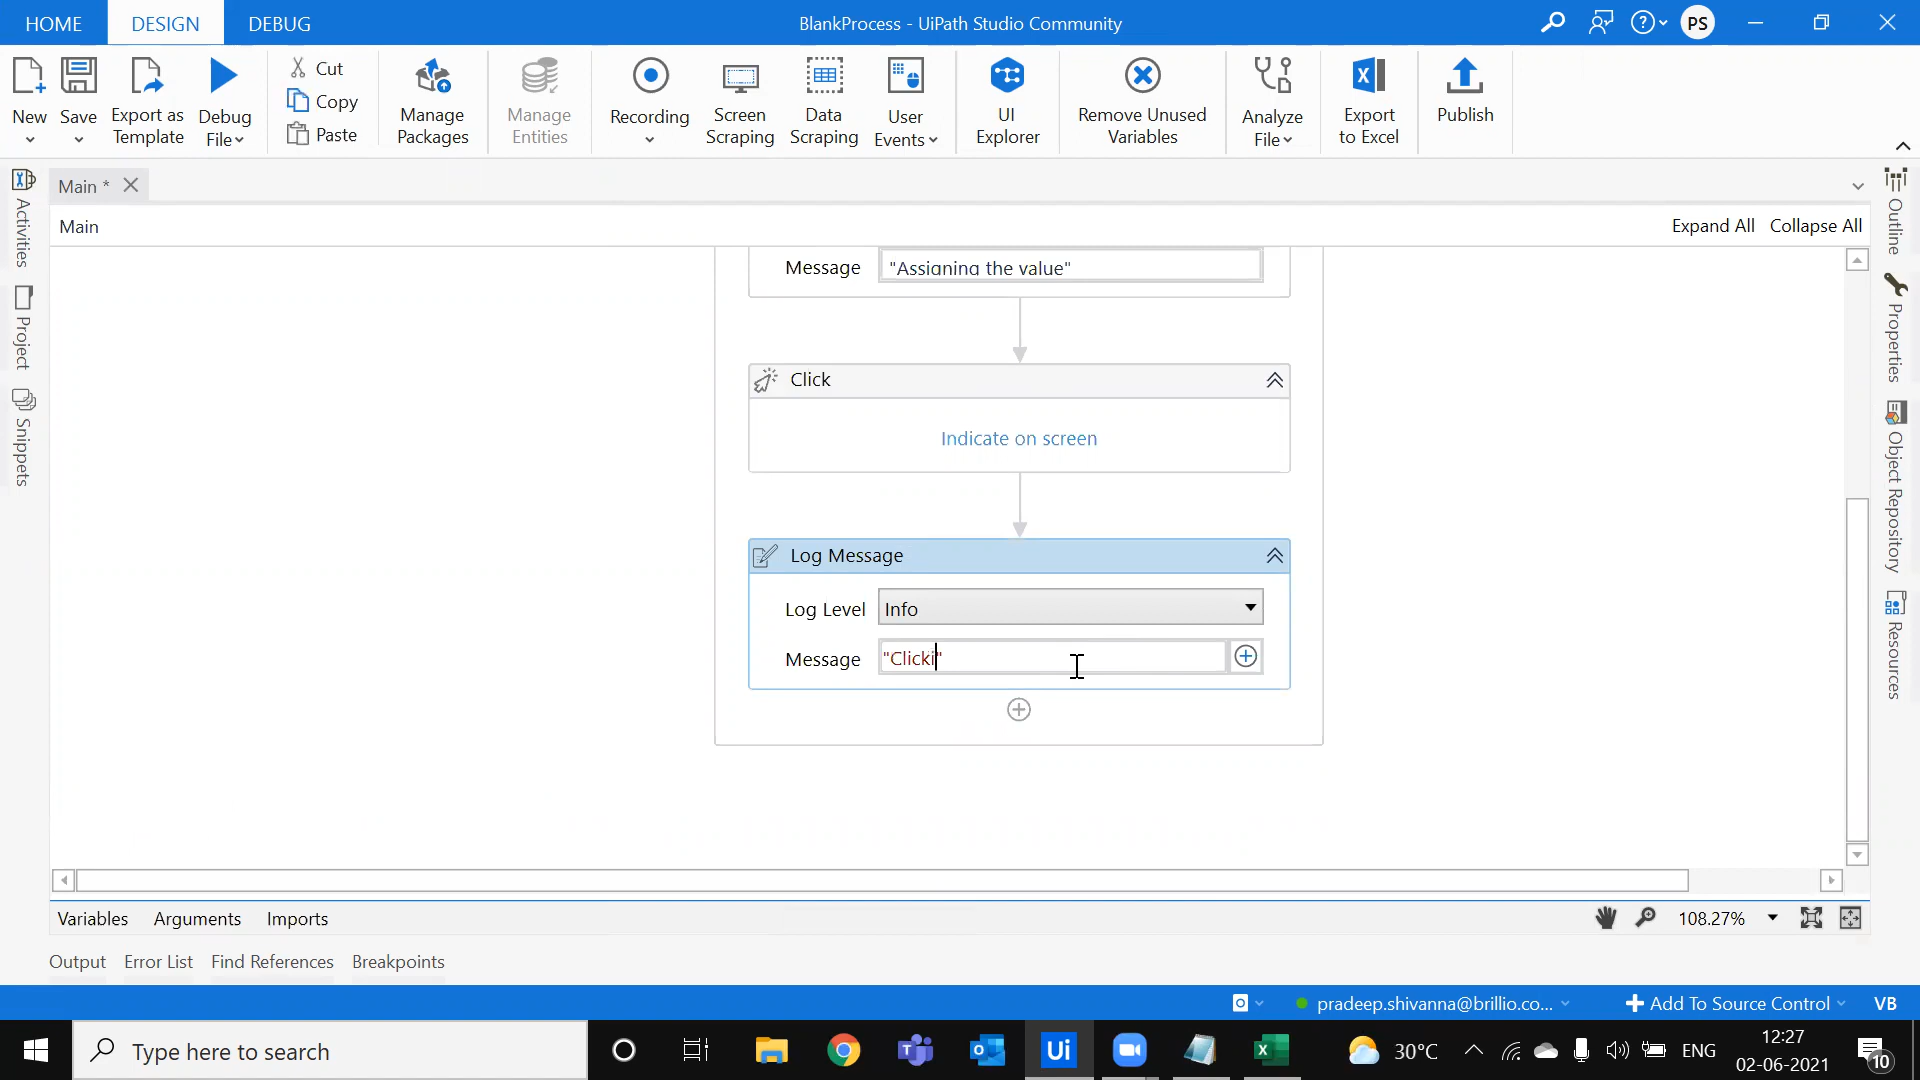 HOME DESIGN DEBUG BlankProcess - UiPath Studio Community PS
New Save Export as Template Debug File Cut Copy Paste Manage Packages Manage Entities Recording Screen Scraping Data Scraping User Events UI Explorer Remove Unused Variables Analyze File Export to Excel Publish
Main *
Main Expand All Collapse All
Activities
Project
Snippets
Outline
Properties
Object Repository
Resources
Message "Assigning the value"
Click
Indicate on screen
Log Message
Log Level Info
Message "Clicki"
Variables Arguments Imports 108.27%
Output Error List Find References Breakpoints
pradeep.shivanna@brillio.co... Add To Source Control VB
Type here to search Ui 30°C ENG 12:27
02-06-2021 10